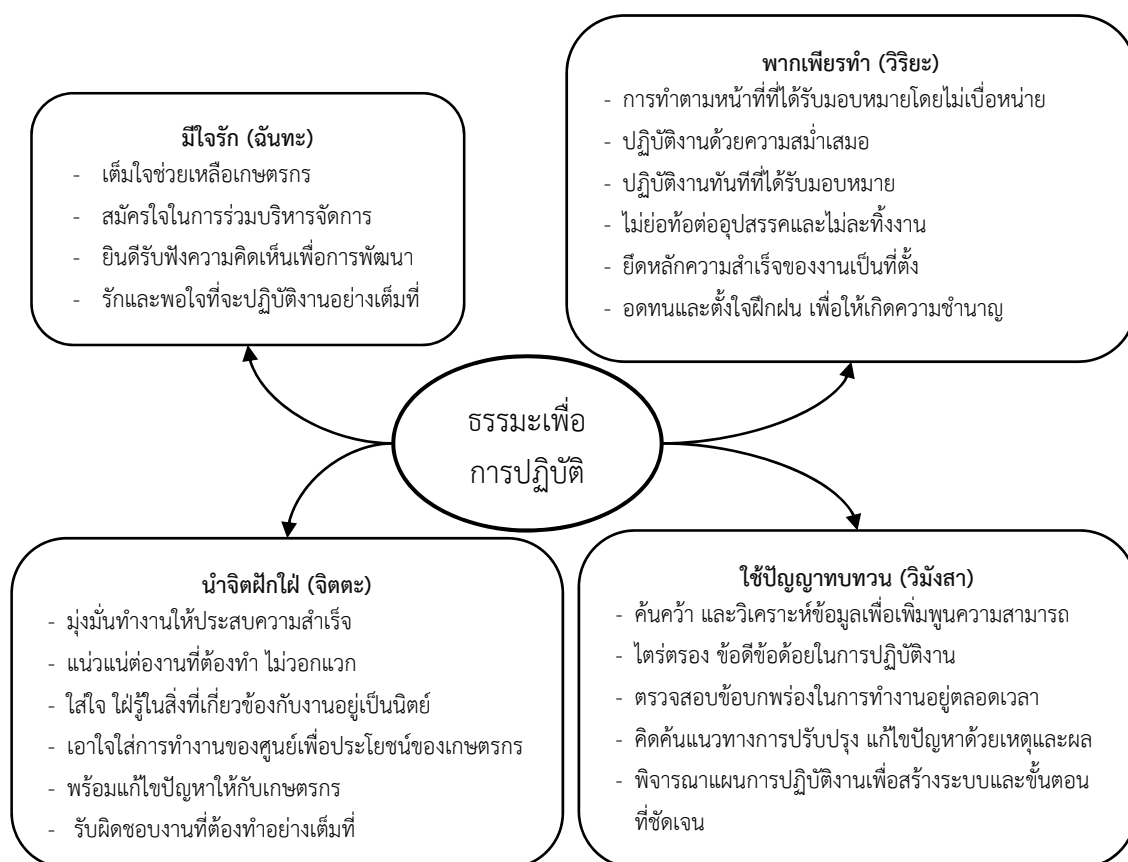 มีใจรัก (ฉันทะ)
- เต็มใจช่วยเหลือเกษตรกร
- สมัครใจในการร่วมบริหารจัดการ
- ยินดีรับฟังความคิดเห็นเพื่อการพัฒนา
- รักและพอใจที่จะปฏิบัติงานอย่างเต็มที่
พากเพียรทำ (วิริยะ)
- การทำตามหน้าที่ที่ได้รับมอบหมายโดยไม่เบื่อหน่าย
- ปฏิบัติงานด้วยความสม่ำเสมอ
- ปฏิบัติงานทันทีที่ได้รับมอบหมาย
- ไม่ย่อท้อต่ออุปสรรคและไม่ละทิ้งงาน
- ยึดหลักความสำเร็จของงานเป็นที่ตั้ง
- อดทนและตั้งใจฝึกฝน เพื่อให้เกิดความชำนาญ
ธรรมะเพื่อ
การปฏิบัติ
นำจิตฝักใฝ่ (จิตตะ)
- มุ่งมั่นทำงานให้ประสบความสำเร็จ
- แน่วแน่ต่องานที่ต้องทำ ไม่วอกแวก
- ใส่ใจ ใฝ่รู้ในสิ่งที่เกี่ยวข้องกับงานอยู่เป็นนิตย์
- เอาใจใส่การทำงานของศูนย์เพื่อประโยชน์ของเกษตรกร
- พร้อมแก้ไขปัญหาให้กับเกษตรกร
- รับผิดชอบงานที่ต้องทำอย่างเต็มที่
ใช้ปัญญาทบทวน (วิมังสา)
- ค้นคว้า และวิเคราะห์ข้อมูลเพื่อเพิ่มพูนความสามารถ
- ไตร่ตรอง ข้อดีข้อด้อยในการปฏิบัติงาน
- ตรวจสอบข้อบกพร่องในการทำงานอยู่ตลอดเวลา
- คิดค้นแนวทางการปรับปรุง แก้ไขปัญหาด้วยเหตุและผล
- พิจารณาแผนการปฏิบัติงานเพื่อสร้างระบบและขั้นตอน
ที่ชัดเจน